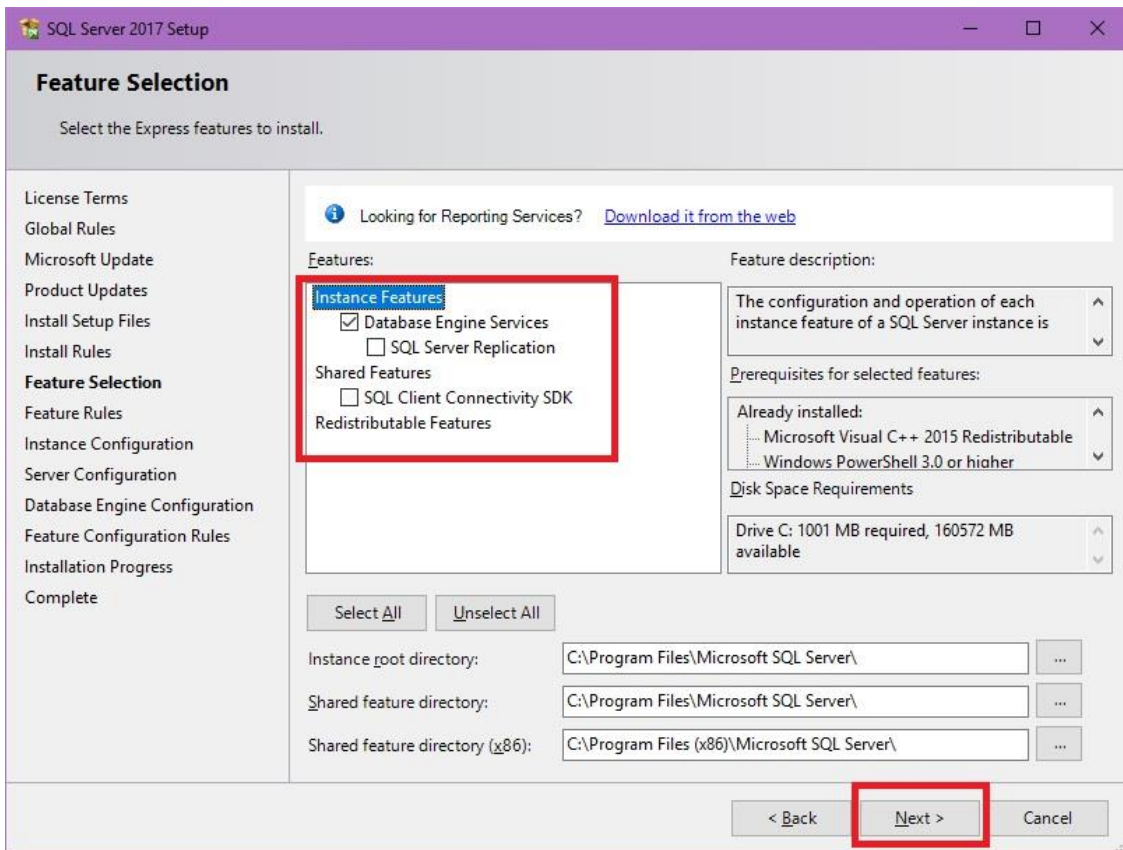 SQL Server 2017 Setup
Feature Selection
Select the Express features to install.
License Terms
Global Rules
Microsoft Update
Product Updates
Install Setup Files
Install Rules
Feature Selection
Feature Rules
Instance Configuration
Server Configuration
Database Engine Configuration
Feature Configuration Rules
Installation Progress
Complete
Looking for Reporting Services? Download it from the web
Features:
Instance Features
Database Engine Services
SQL Server Replication
Shared Features
SQL Client Connectivity SDK
Redistributable Features
Feature description:
The configuration and operation of each
instance feature of a SQL Server instance is
Prerequisites for selected features:
Already installed:
Microsoft Visual C++ 2015 Redistributable
Windows PowerShell 3.0 or higher
Disk Space Requirements
Drive C: 1001 MB required, 160572 MB
available
Select All
Unselect All
Instance root directory:
C:\Program Files\Microsoft SQL Server\
...
Shared feature directory:
C:\Program Files\Microsoft SQL Server\
...
Shared feature directory (x86):
C:\Program Files (x86)\Microsoft SQL Server\
...
< Back
Next >
Cancel